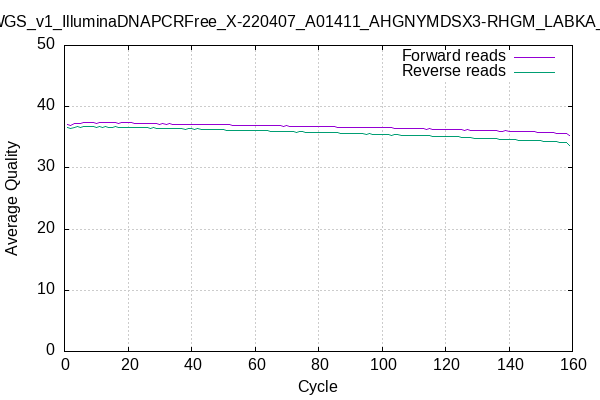 WGS_v1_IlluminaDNAPCRFree_X-220407_A01411_AHGNYMDSX3-RHGM_LABKA_
Forward reads
Reverse reads
50
40
30
20
10
0
0 20 40 60 80 100 120 140 160
Average Quality
Cycle